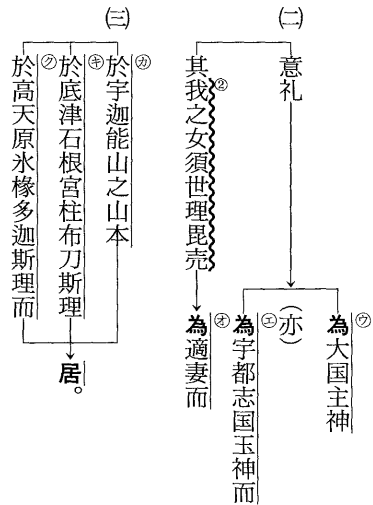 (二)
意礼
㋒為大国主神
(亦)
㋓為宇都志国玉神而
②其我之女須世理毘売
㋔為適妻而
(三)
㋕於宇迦能山之山本
㋖於底津石根宮柱布刀斯理
㋗於高天原氷椽多迦斯理而
居。